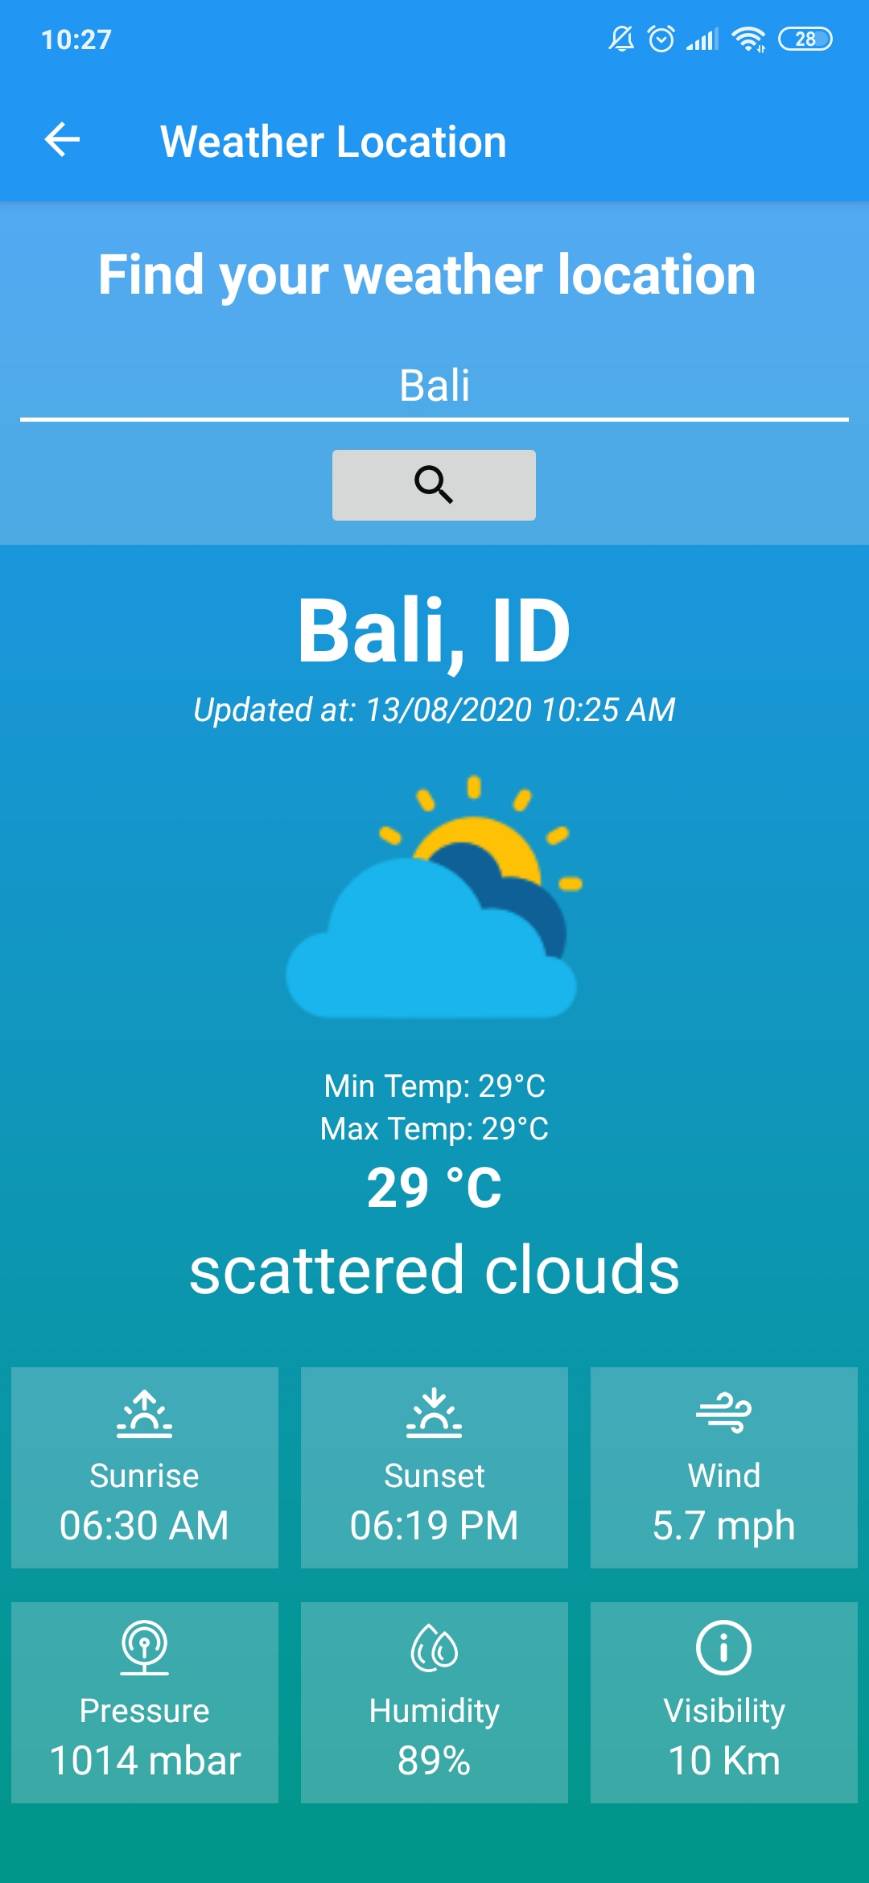 10:27
28
Weather Location
Find your weather location
Bali
Bali, ID
Updated at: 13/08/2020 10:25 AM
Min Temp: 29°C
Max Temp: 29°C
29 °C
scattered clouds
Sunrise
06:30 AM
Sunset
06:19 PM
Wind
5.7 mph
Pressure
1014 mbar
Humidity
89%
Visibility
10 Km